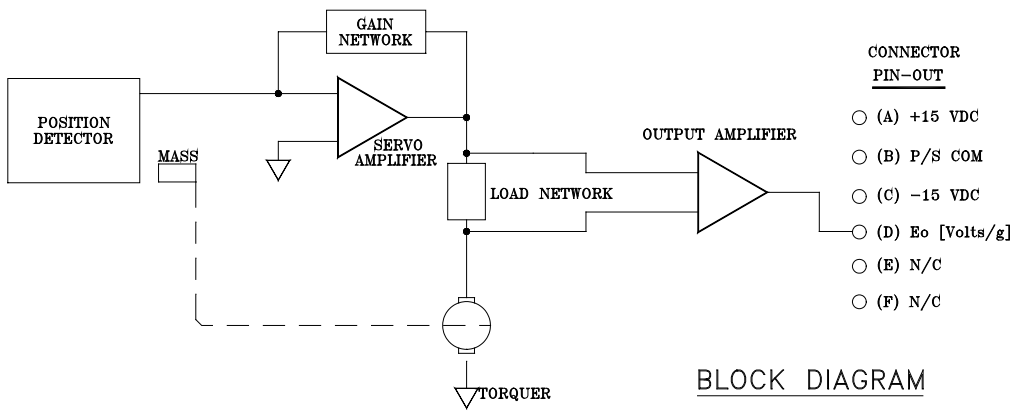 GAIN
NETWORK
POSITION
DETECTOR
MASS
SERVO
AMPLIFIER
LOAD NETWORK
OUTPUT AMPLIFIER
TORQUER
CONNECTOR
PIN-OUT
(A) +15 VDC
(B) P/S COM
(C) -15 VDC
(D) Eo [Volts/g]
(E) N/C
(F) N/C
BLOCK DIAGRAM